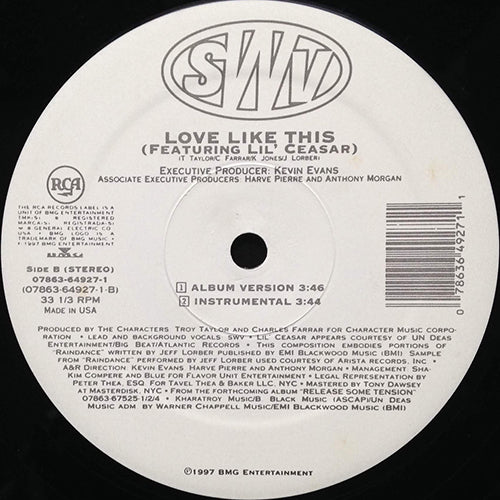 SWV
LOVE LIKE THIS
(FEATURING LIL' CEASAR)
(T TAYLOR/C FARRAR/K JONES/J LORBER)
EXECUTIVE PRODUCER: KEVIN EVANS
ASSOCIATE EXECUTIVE PRODUCERS HARVE PIERRE AND ANTHONY MORGAN
RCA
THE RCA RECORDS LABEL IS A
UNIT OF BMG ENTERTAINMENT
TMK(S) ® REGISTERED
MARCA(S) REGISTRADA(S)
® GENERAL ELECTRIC CO.
USA • BMG LOGO IS A
TRADEMARK OF BMG MUSIC •
℗1997 BMG ENTERTAINMENT
BMG
SIDE B (STEREO)
07863-64927-1
(07863-64927-1-B)
33 1/3 RPM
MADE IN USA
1 ALBUM VERSION 3:46
2 INSTRUMENTAL 3:44
0 78636 49271 1
PRODUCED BY THE CHARACTERS TROY TAYLOR AND CHARLES FARRAR FOR CHARACTER MUSIC CORPO-
RATION • LEAD AND BACKGROUND VOCALS SWV • LIL' CEASAR APPEARS COURTESY OF UN DEAS
ENTERTAINMENT/BIG BEAT/ATLANTIC RECORDS • THIS COMPOSITION EMBODIES PORTIONS OF
"RAINDANCE" WRITTEN BY JEFF LORBER PUBLISHED BY EMI BLACKWOOD MUSIC (BMI) SAMPLE
FROM "RAINDANCE" PERFORMED BY JEFF LORBER USED COURTESY OF ARISTA RECORDS, INC. •
A&R DIRECTION: KEVIN EVANS, HARVE PIERRE AND ANTHONY MORGAN • MANAGEMENT: SHA-
KIM COMPERE AND BLUE FOR FLAVOR UNIT ENTERTAINMENT • LEGAL REPRESENTATION BY
PETER THEA, ESQ. FOR TAVEL THEA & BAKER LLC, NYC • MASTERED BY TONY DAWSEY
AT MASTERDISK, NYC • FROM THE FORTHCOMING ALBUM "RELEASE SOME TENSION"
07863-67525-1/2/4 • KHARATROY MUSIC/B BLACK MUSIC (ASCAP)/UN DEAS
MUSIC ADM BY WARNER CHAPPELL MUSIC/EMI BLACKWOOD MUSIC (BMI)
℗©1997 BMG ENTERTAINMENT